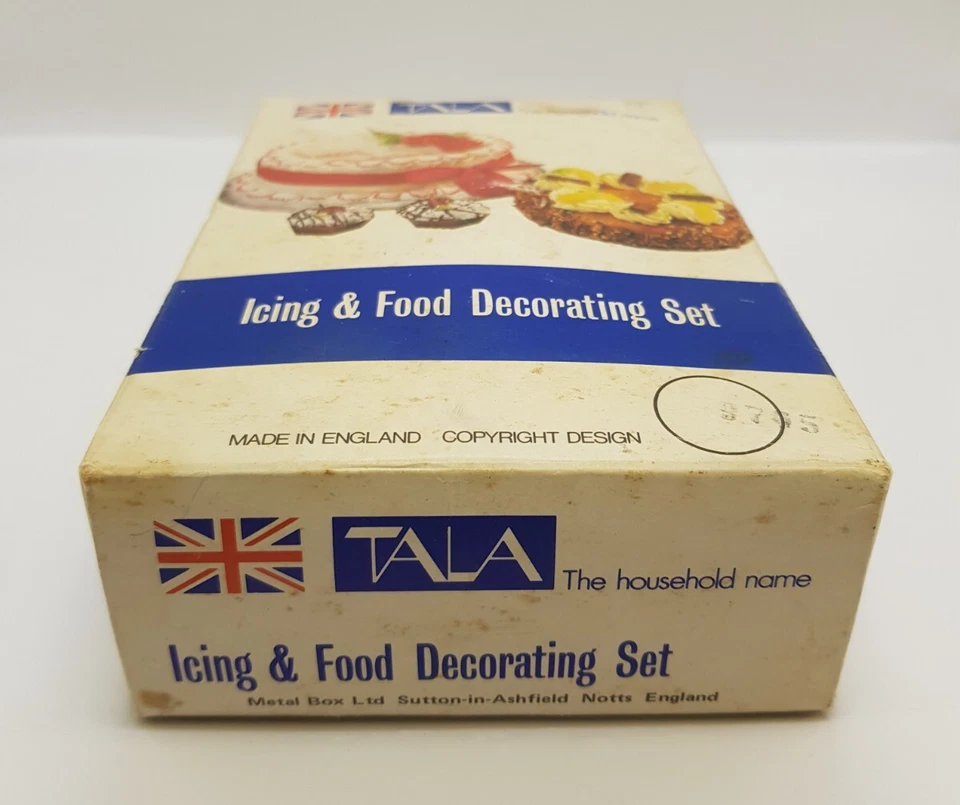 TALA
Icing & Food Decorating Set
MADE IN ENGLAND COPYRIGHT DESIGN
TALA The household name
Icing & Food Decorating Set
Metal Box Ltd Sutton-in-Ashfield Notts England